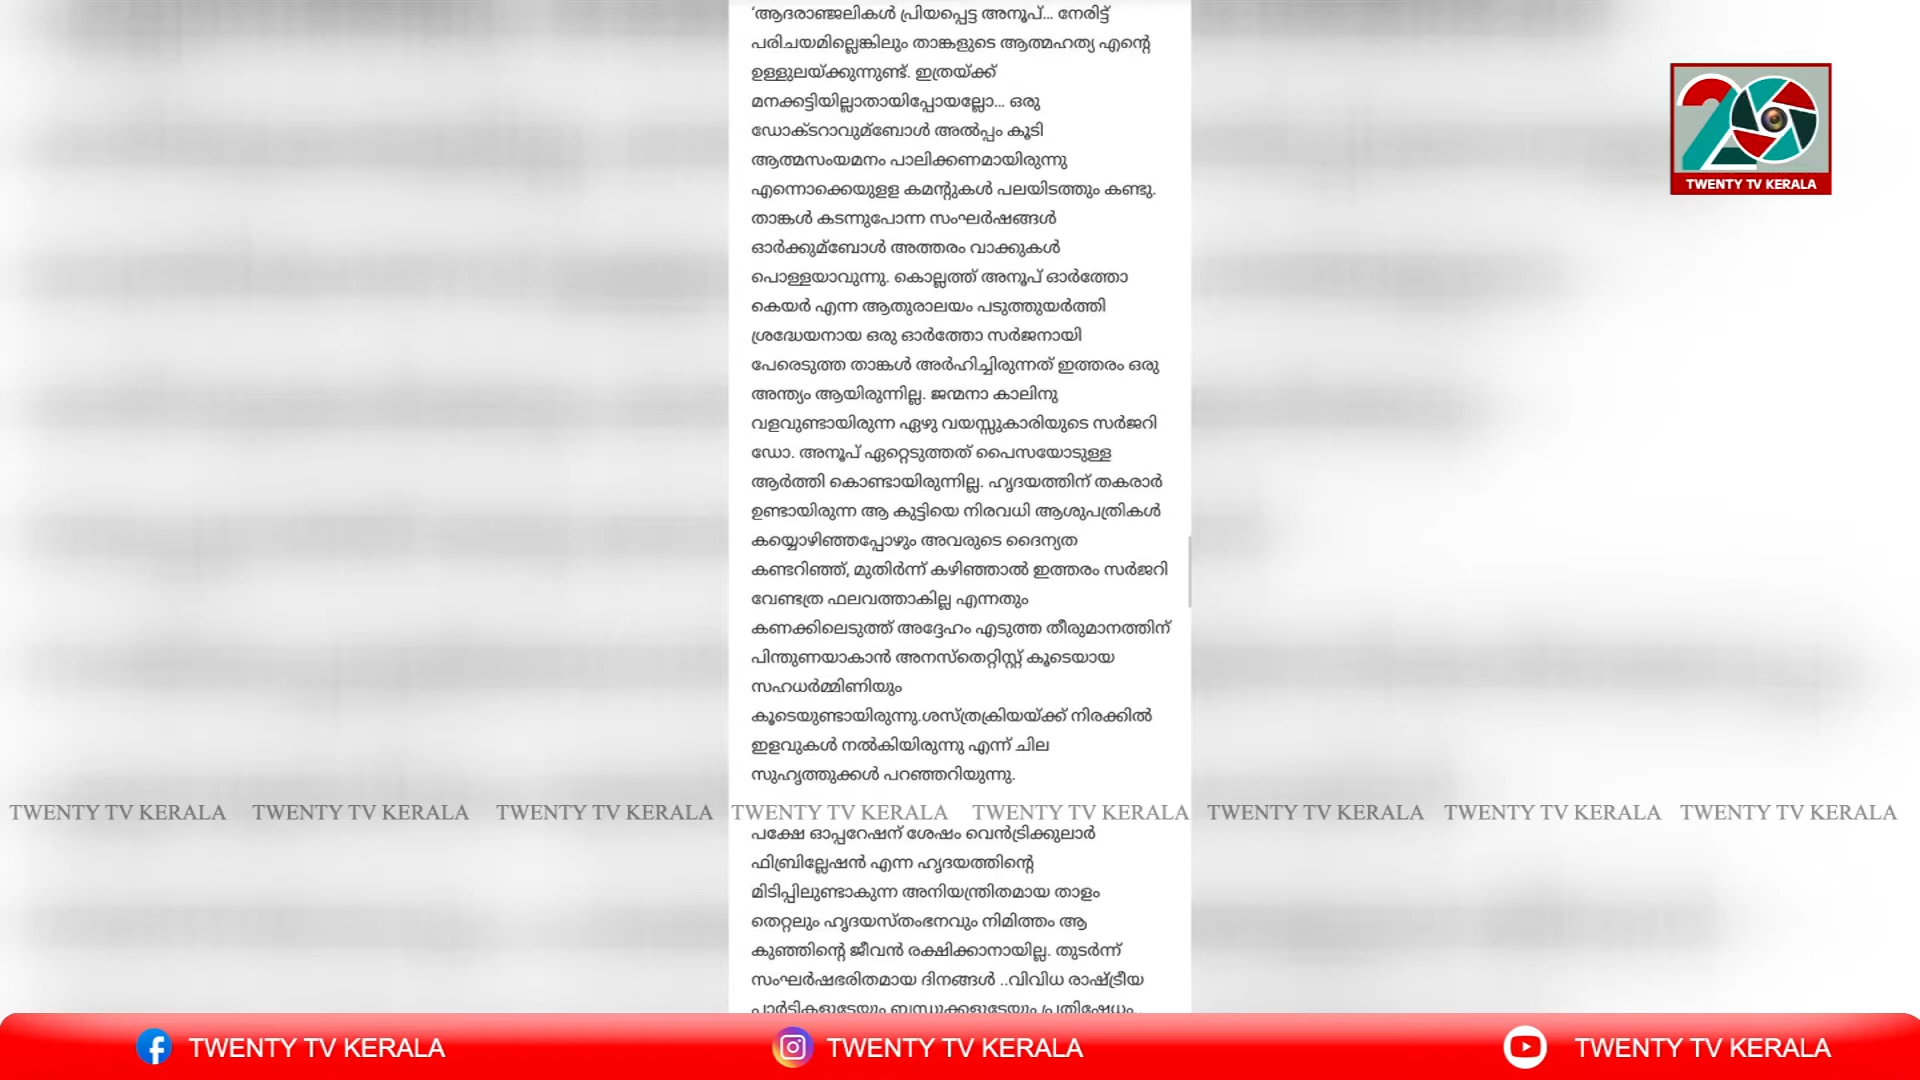 ‘ആദരാഞ്ജലികൾ പ്രിയപ്പെട്ട അനൂപ്... നേരിട്ട്
പരിചയമില്ലെങ്കിലും താങ്കളുടെ ആത്മഹത്യ എന്റെ
ഉള്ളുലയ്ക്കുന്നുണ്ട്. ഇത്രയ്ക്ക്
മനക്കട്ടിയില്ലാതായിപ്പോയല്ലോ... ഒരു
ഡോക്ടറാവുമ്ബോൾ അൽപ്പം കൂടി
ആത്മസംയമനം പാലിക്കണമായിരുന്നു
എന്നൊക്കെയുളള കമന്റുകൾ പലയിടത്തും കണ്ടു.
താങ്കൾ കടന്നുപോന്ന സംഘർഷങ്ങൾ
ഓർക്കുമ്ബോൾ അത്തരം വാക്കുകൾ
പൊള്ളയാവുന്നു. കൊല്ലത്ത് അനൂപ് ഓർത്തോ
കെയർ എന്ന ആതുരാലയം പടുത്തുയർത്തി
ശ്രദ്ധേയനായ ഒരു ഓർത്തോ സർജനായി
പേരെടുത്ത താങ്കൾ അർഹിച്ചിരുന്നത് ഇത്തരം ഒരു
അന്ത്യം ആയിരുന്നില്ല. ജന്മനാ കാലിനു
വളവുണ്ടായിരുന്ന ഏഴു വയസ്സുകാരിയുടെ സർജറി
ഡോ. അനൂപ് ഏറ്റെടുത്തത് പൈസയോടുള്ള
ആർത്തി കൊണ്ടായിരുന്നില്ല. ഹൃദയത്തിന് തകരാർ
ഉണ്ടായിരുന്ന ആ കുട്ടിയെ നിരവധി ആശുപത്രികൾ
കയ്യൊഴിഞ്ഞപ്പോഴും അവരുടെ ദൈന്യത
കണ്ടറിഞ്ഞ്, മുതിർന്ന് കഴിഞ്ഞാൽ ഇത്തരം സർജറി
വേണ്ടത്ര ഫലവത്താകില്ല എന്നതും
കണക്കിലെടുത്ത് അദ്ദേഹം എടുത്ത തീരുമാനത്തിന്
പിന്തുണയാകാൻ അനസ്തെറ്റിസ്റ്റ് കൂടെയായ
സഹധർമ്മിണിയും
കൂടെയുണ്ടായിരുന്നു.ശസ്ത്രക്രിയയ്ക്ക് നിരക്കിൽ
ഇളവുകൾ നൽകിയിരുന്നു എന്ന് ചില
സുഹൃത്തുക്കൾ പറഞ്ഞറിയുന്നു.
പക്ഷേ ഓപ്പറേഷന് ശേഷം വെൻട്രിക്കുലാർ
ഫിബ്രില്ലേഷൻ എന്ന ഹൃദയത്തിന്റെ
മിടിപ്പിലുണ്ടാകുന്ന അനിയന്ത്രിതമായ താളം
തെറ്റലും ഹൃദയസ്തംഭനവും നിമിത്തം ആ
കുഞ്ഞിന്റെ ജീവൻ രക്ഷിക്കാനായില്ല. തുടർന്ന്
സംഘർഷഭരിതമായ ദിനങ്ങൾ ..വിവിധ രാഷ്ട്രീയ
പാർട്ടികളുടേയും ബന്ധുക്കളുടേയും പ്രതിഷേധം..
20
TWENTY TV KERALA
TWENTY TV KERALA TWENTY TV KERALA TWENTY TV KERALA TWENTY TV KERALA TWENTY TV KERALA TWENTY TV KERALA TWENTY TV KERALA TWENTY TV KERALA
TWENTY TV KERALA TWENTY TV KERALA TWENTY TV KERALA